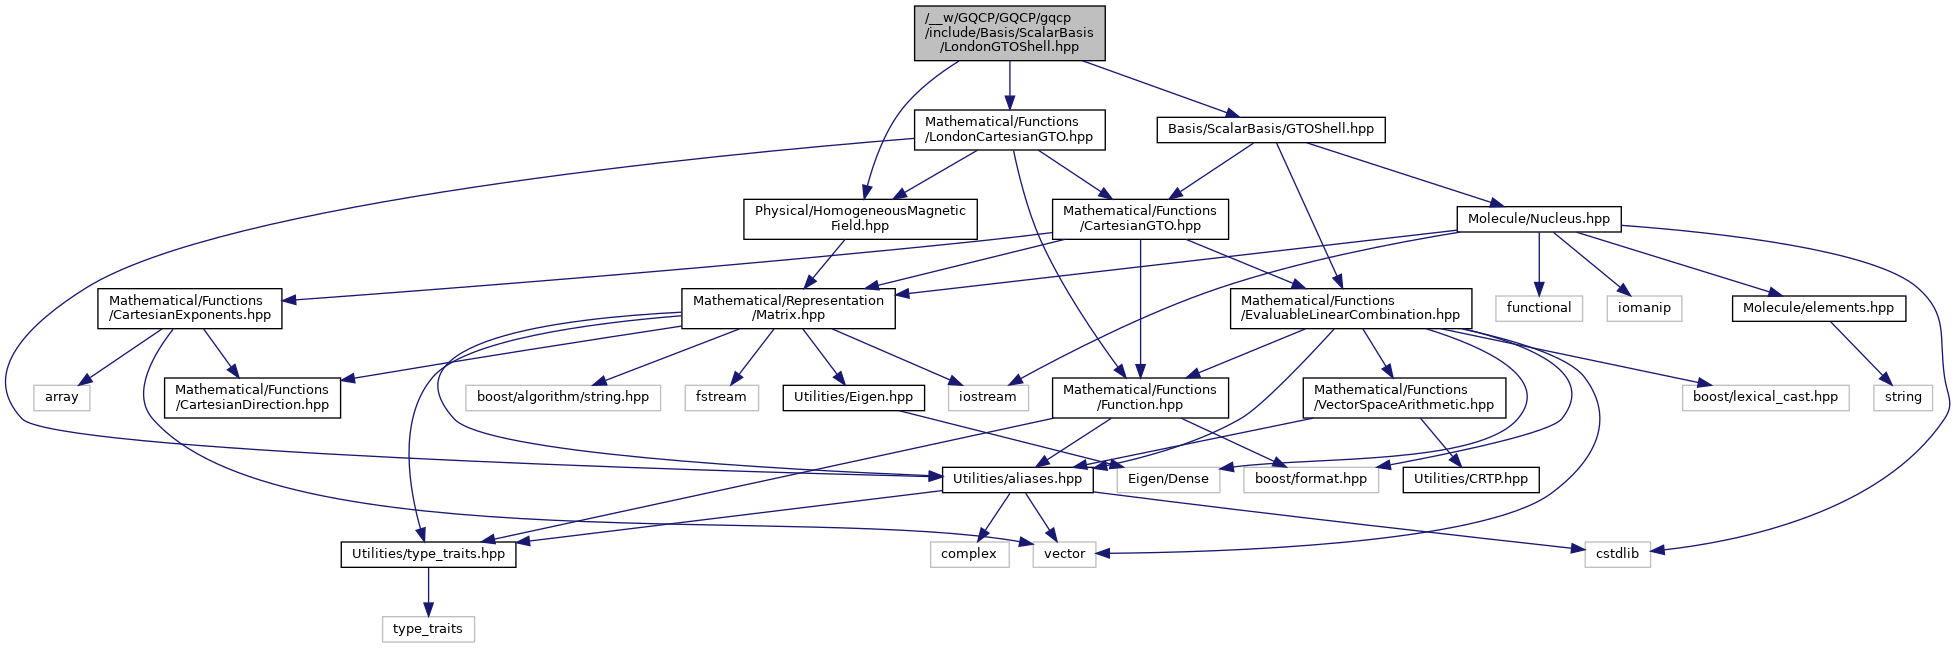 /__w/GQCP/GQCP/gqcp
/include/Basis/ScalarBasis
/LondonGTOShell.hpp
Mathematical/Functions
/LondonCartesianGTO.hpp
Basis/ScalarBasis/GTOShell.hpp
Physical/HomogeneousMagnetic
Field.hpp
Mathematical/Functions
/CartesianGTO.hpp
Molecule/Nucleus.hpp
Mathematical/Functions
/CartesianExponents.hpp
Mathematical/Representation
/Matrix.hpp
Mathematical/Functions
/EvaluableLinearCombination.hpp
functional
iomanip
Molecule/elements.hpp
array
Mathematical/Functions
/CartesianDirection.hpp
boost/algorithm/string.hpp
fstream
Utilities/Eigen.hpp
iostream
Mathematical/Functions
/Function.hpp
Mathematical/Functions
/VectorSpaceArithmetic.hpp
boost/lexical_cast.hpp
string
Utilities/aliases.hpp
Eigen/Dense
boost/format.hpp
Utilities/CRTP.hpp
Utilities/type_traits.hpp
complex
vector
cstdlib
type_traits